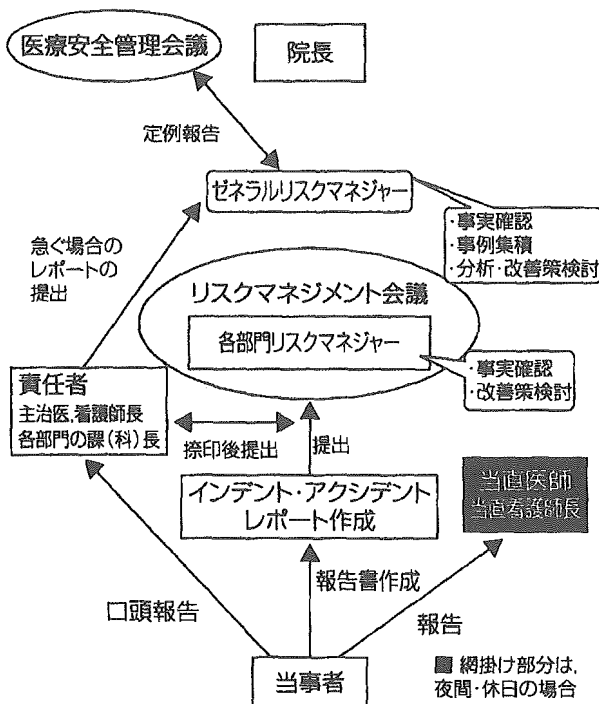 医療安全管理会議
院長
定例報告
ゼネラルリスクマネジャー
・事実確認
・事例集積
・分析・改善策検討
急ぐ場合の
レポートの
提出
リスクマネジメント会議
各部門リスクマネジャー
・事実確認
・改善策検討
責任者
主治医,看護師長
各部門の課(科)長
捺印後提出
提出
インデント・アクシデント
レポート作成
当直医師
当直看護師長
口頭報告
報告書作成
報告
当事者
■ 網掛け部分は,
夜間・休日の場合